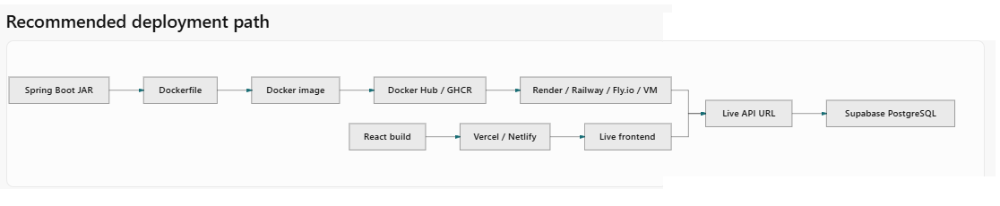 Recommended deployment path
Spring Boot JAR
Dockerfile
Docker image
Docker Hub / GHCR
Render / Railway / Fly.io / VM
Live API URL
Supabase PostgreSQL
React build
Vercel / Netlify
Live frontend